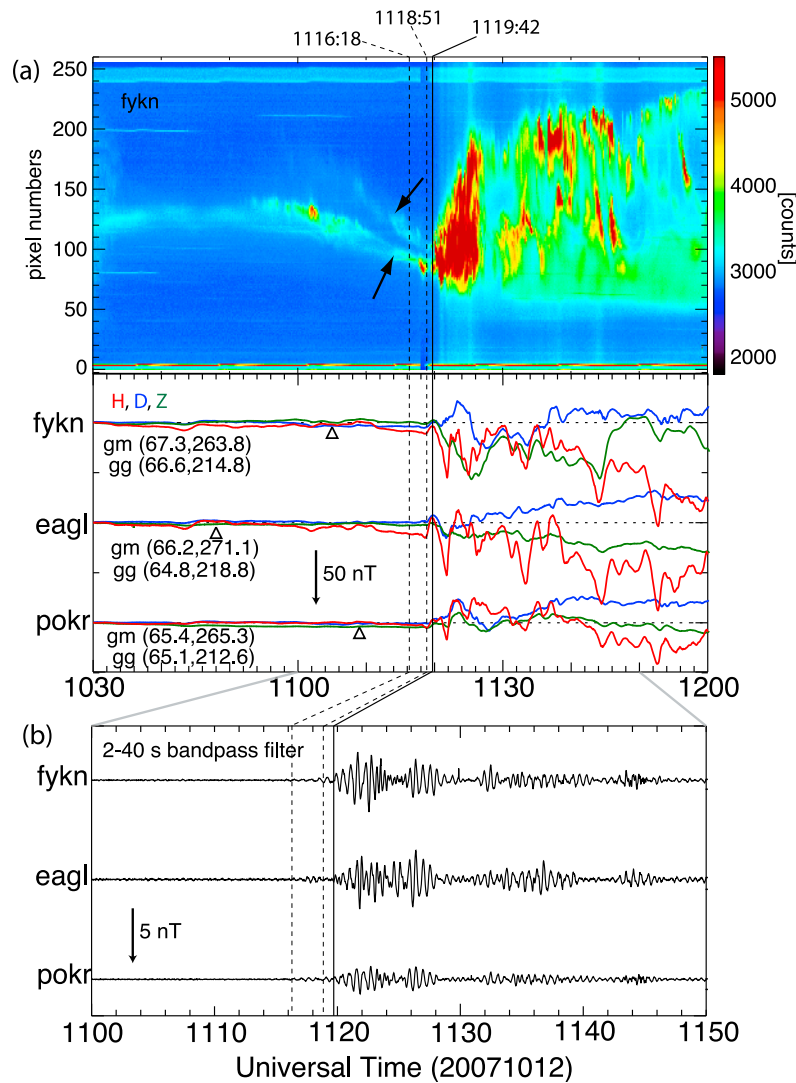 1118:51
1116:18
1119:42
(a)
fykn
250
200
150
100
50
0
pixel numbers
5000
4000
3000
2000
[counts]
H, D, Z
fykn
gm (67.3,263.8)
gg (66.6,214.8)
eagl
gm (66.2,271.1)
gg (64.8,218.8)
50 nT
pokr
gm (65.4,265.3)
gg (65.1,212.6)
1030 1100 1130 1200
(b)
2-40 s bandpass filter
fykn
eagl
5 nT
pokr
1100 1110 1120 1130 1140 1150
Universal Time (20071012)